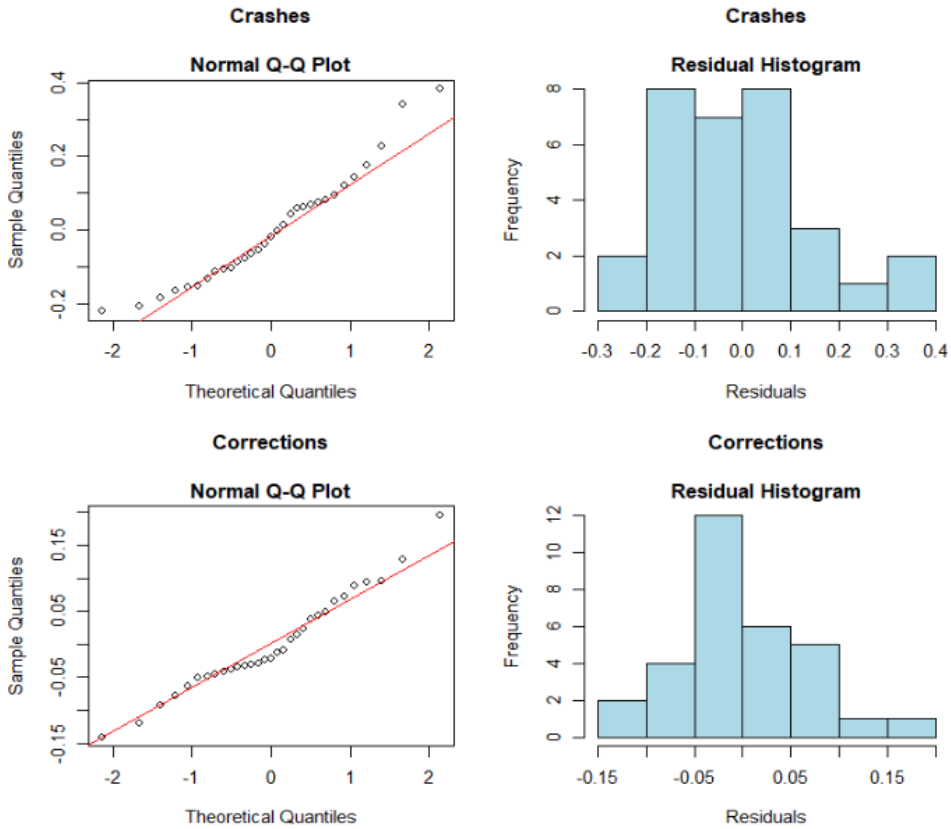 Crashes
Normal Q-Q Plot
Sample Quantiles
0.4
0.2
0.0
-0.2
-2 -1 0 1 2
Theoretical Quantiles
Crashes
Residual Histogram
Frequency
8
6
4
2
0
-0.3 -0.2 -0.1 0.0 0.1 0.2 0.3 0.4
Residuals
Corrections
Normal Q-Q Plot
Sample Quantiles
0.15
0.05
-0.05
-0.15
-2 -1 0 1 2
Theoretical Quantiles
Corrections
Residual Histogram
Frequency
12
10
8
6
4
2
0
-0.15 -0.05 0.05 0.15
Residuals